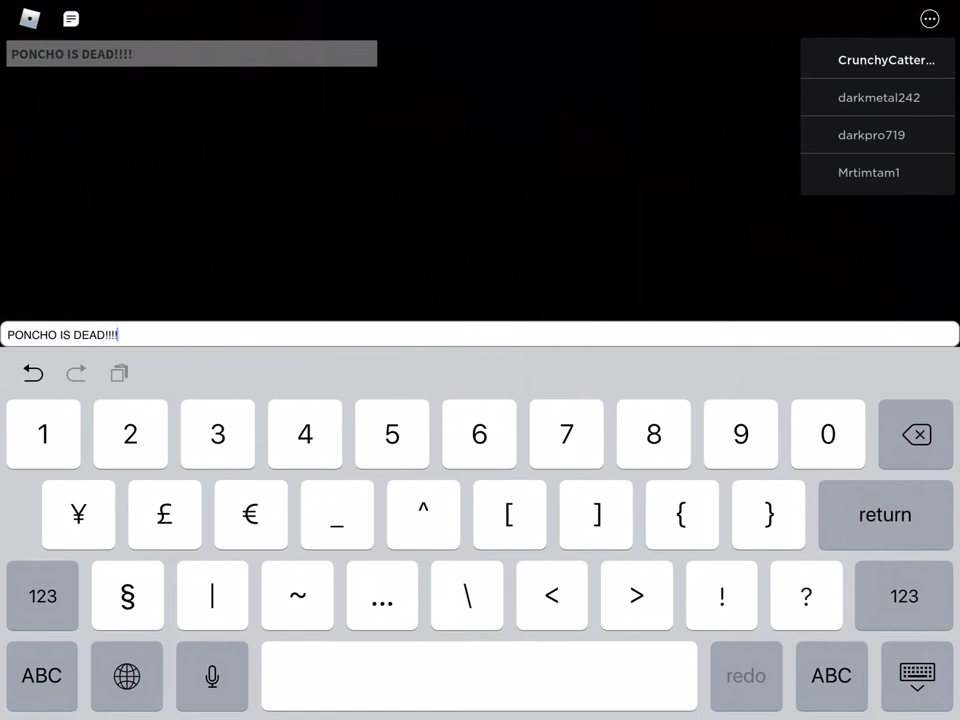 PONCHO IS DEAD!!!!
CrunchyCatter...
darkmetal242
darkpro719
Mrtimtam1
PONCHO IS DEAD!!!!
1 2 3 4 5 6 7 8 9 0
¥ £ € _ ^ [ ] { } return
123 § | ~ ... \ < > ! ? 123
ABC redo ABC